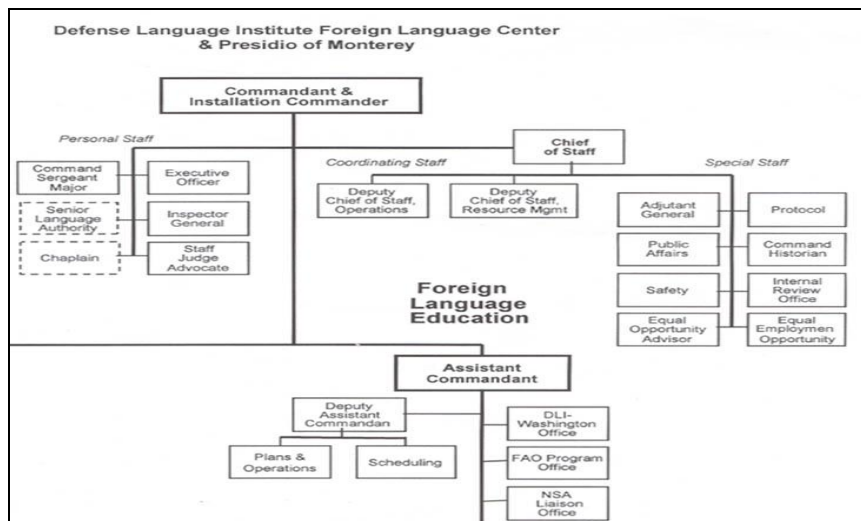 Defense Language Institute Foreign Language Center
& Presidio of Monterey
Commandant &
Installation Commander
Personal Staff
Command
Sergeant
Major
Executive
Officer
Senior
Language
Authority
Inspector
General
Chaplain
Staff
Judge
Advocate
Chief
of Staff
Coordinating Staff
Special Staff
Deputy
Chief of Staff,
Operations
Deputy
Chief of Staff,
Resource Mgmt
Adjutant
General
Protocol
Public
Affairs
Command
Historian
Safety
Internal
Review
Office
Equal
Opportunity
Advisor
Equal
Employmen
Opportunity
Foreign
Language
Education
Assistant
Commandant
Deputy
Assistant
Commandan
Plans &
Operations
Scheduling
DLI-
Washington
Office
FAO Program
Office
NSA
Liaison
Office